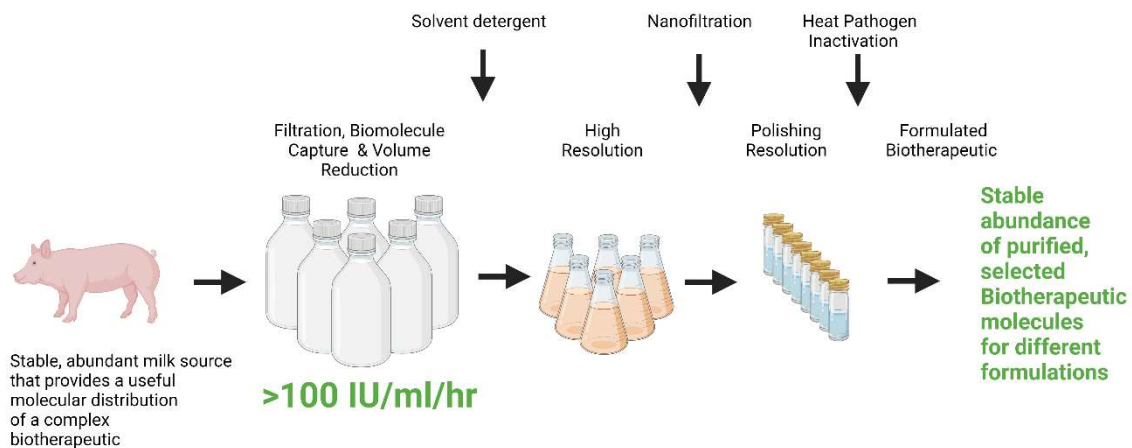 Solvent detergent
Nanofiltration
Heat Pathogen
Inactivation
Filtration, Biomolecule
Capture & Volume
Reduction
High
Resolution
Polishing
Resolution
Formulated
Biotherapeutic
Stable, abundant milk source
that provides a useful
molecular distribution
of a complex
biotherapeutic
>100 IU/ml/hr
Stable
abundance
of purified,
selected
Biotherapeutic
molecules
for different
formulations